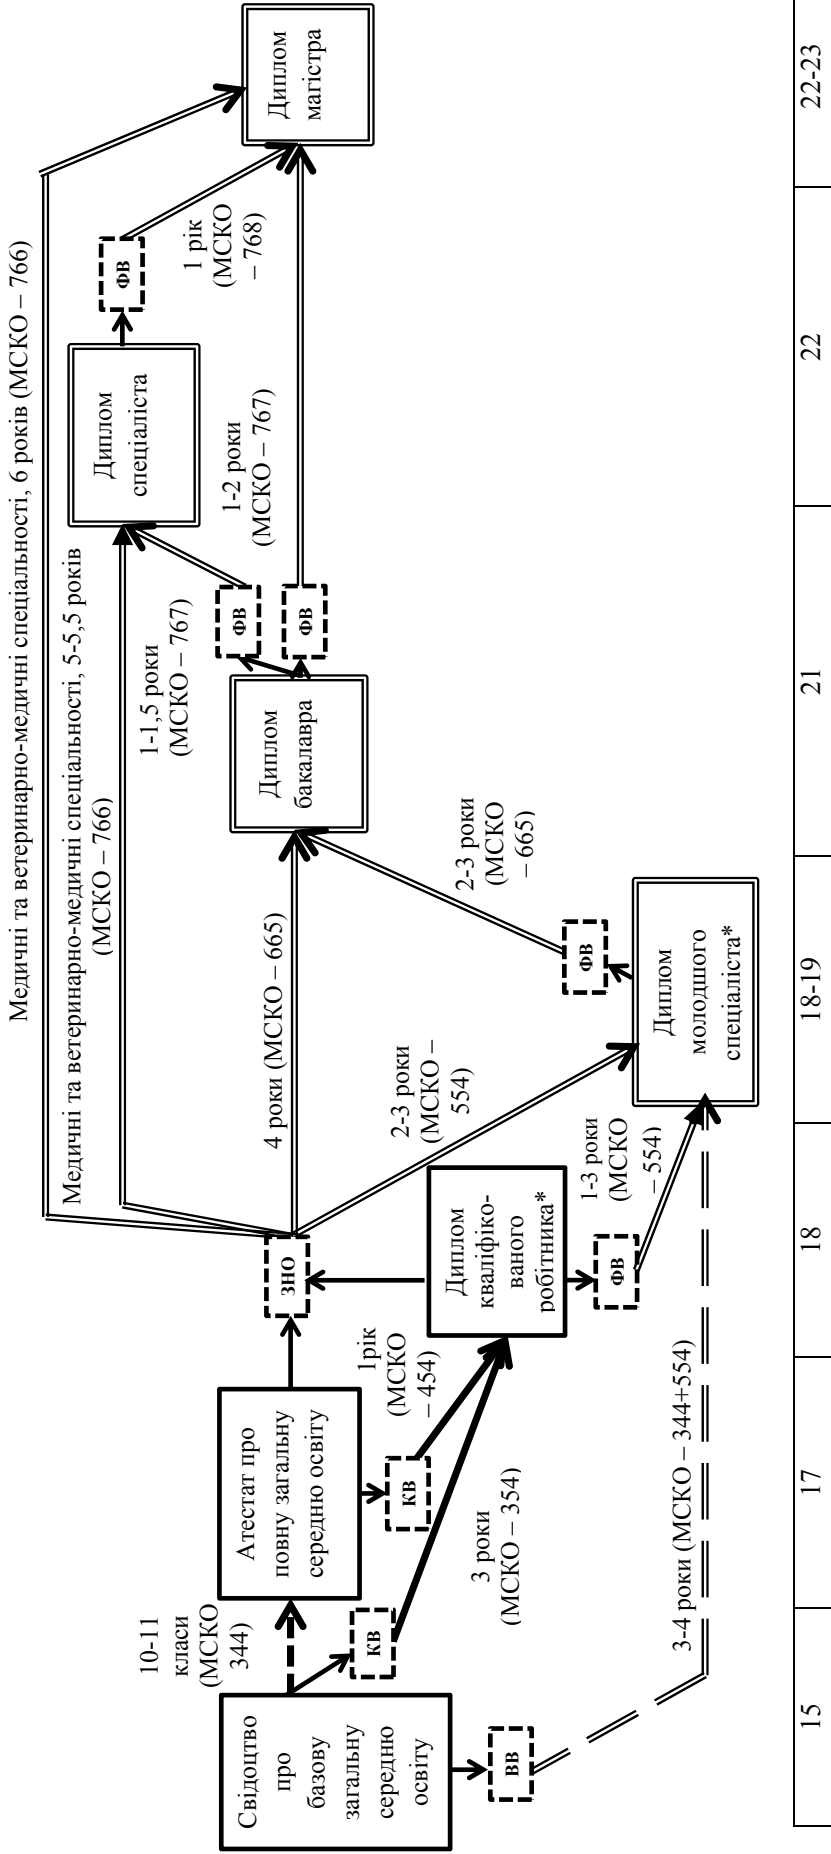 Медичні та ветеринарно-медичні спеціальності, 6 років (МСКО – 766)
Медичні та ветеринарно-медичні спеціальності, 5-5,5 років
(МСКО – 766)
Диплом
спеціаліста
ФВ
1 рік
(МСКО
– 768)
Диплом
магістра
1-1,5 роки
(МСКО – 767)
ФВ
ФВ
1-2 роки
(МСКО – 767)
10-11
класи
(МСКО
344)
Свідоцтво
про
базову
загальну
середню
освіту
Атестат про
повну загальну
середню освіту
ЗНО
4 роки (МСКО – 665)
Диплом
бакалавра
КВ
КВ
1рік
(МСКО
– 454)
3 роки
(МСКО – 354)
2-3 роки
(МСКО –
554)
2-3 роки
(МСКО
– 665)
Диплом
кваліфіко-
ваного
робітника*
ВВ
ФВ
ФВ
1-3 роки
(МСКО
– 554)
Диплом
молодшого
спеціаліста*
3-4 роки (МСКО – 344+554)
15
17
18
18-19
21
22
22-23